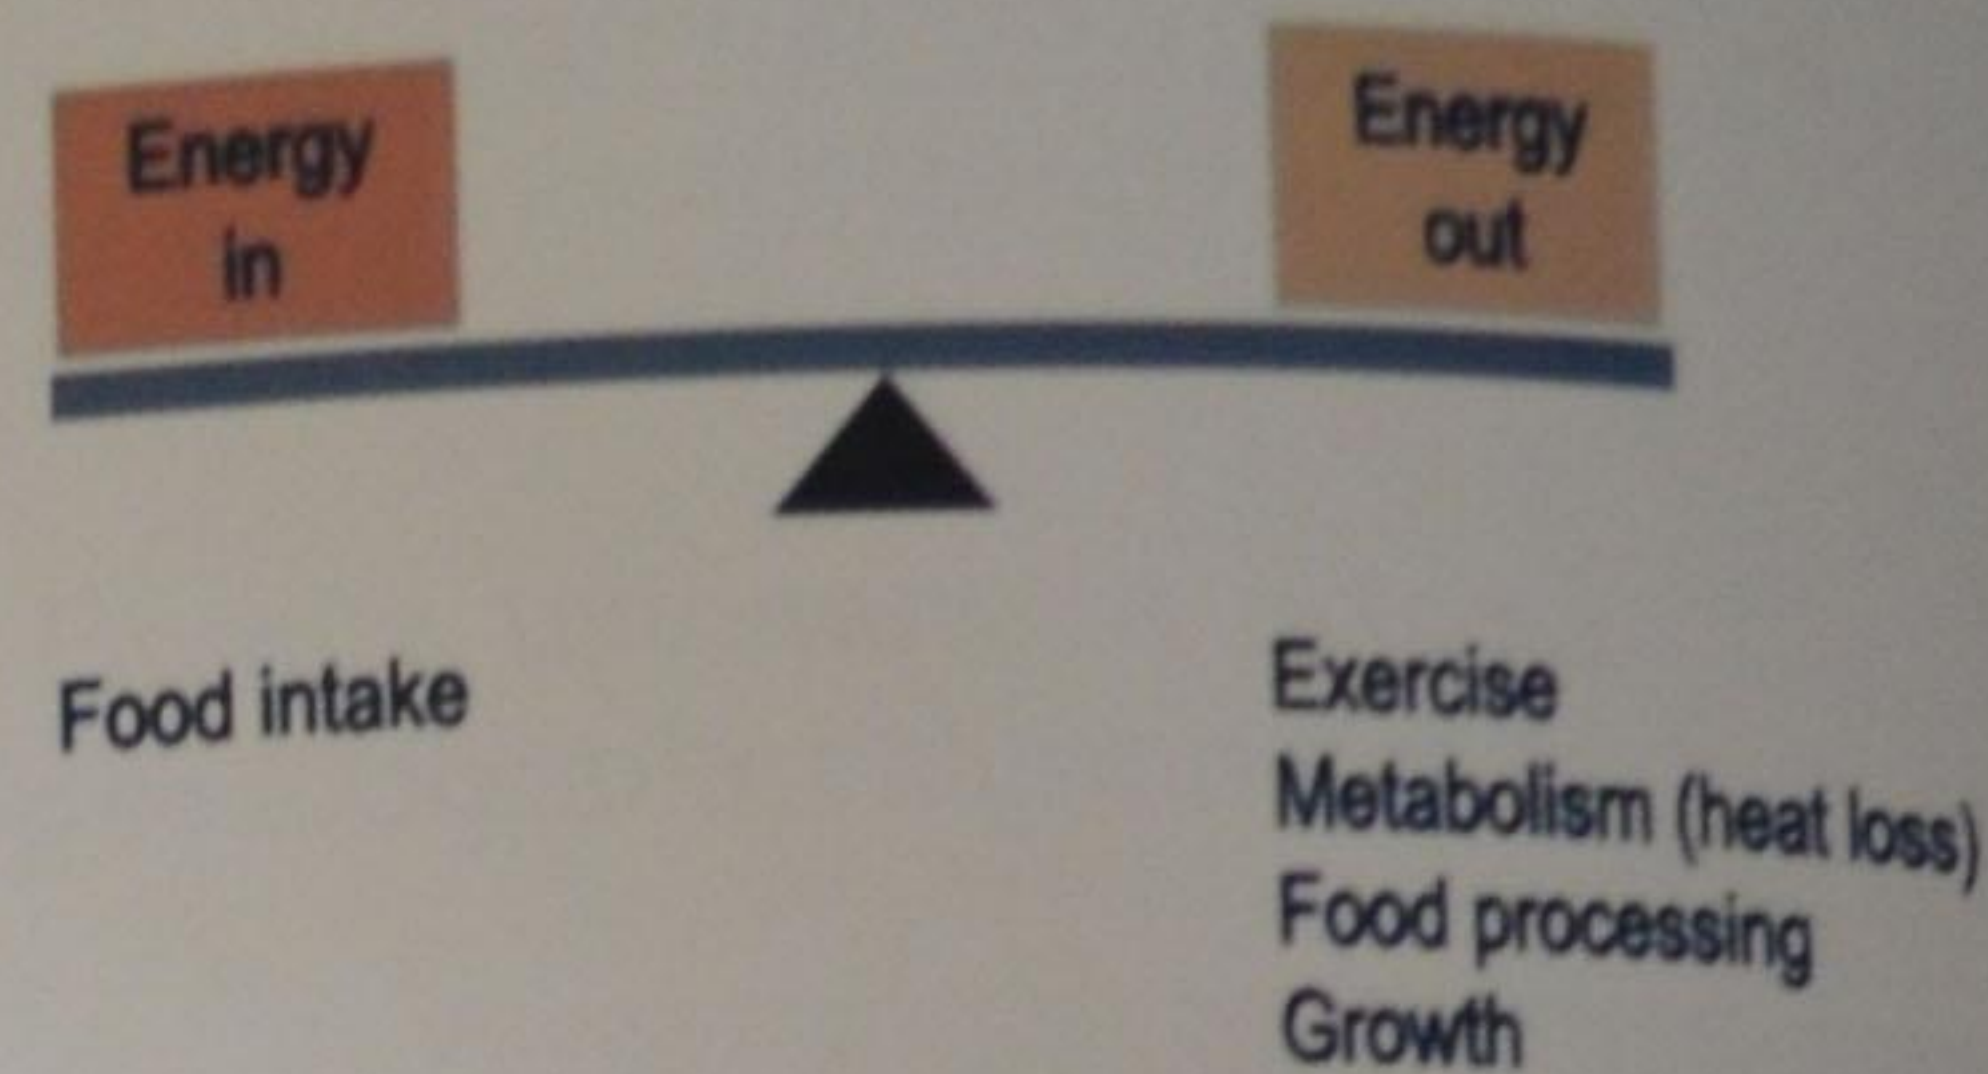 Energy
in
Energy
out
Food intake
Exercise
Metabolism (heat loss)
Food processing
Growth